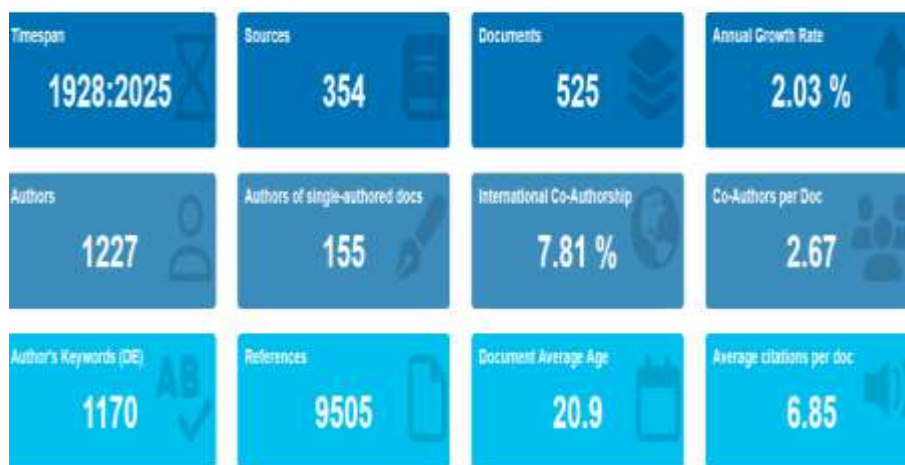 Timespan
1928:2025
Sources
354
Documents
525
Annual Growth Rate
2.03 %
Authors
1227
Authors of single-authored docs
155
International Co-Authorship
7.81 %
Co-Authors per Doc
2.67
Author's Keywords (DE)
1170
AB
References
9505
Document Average Age
20.9
Average citations per doc
6.85